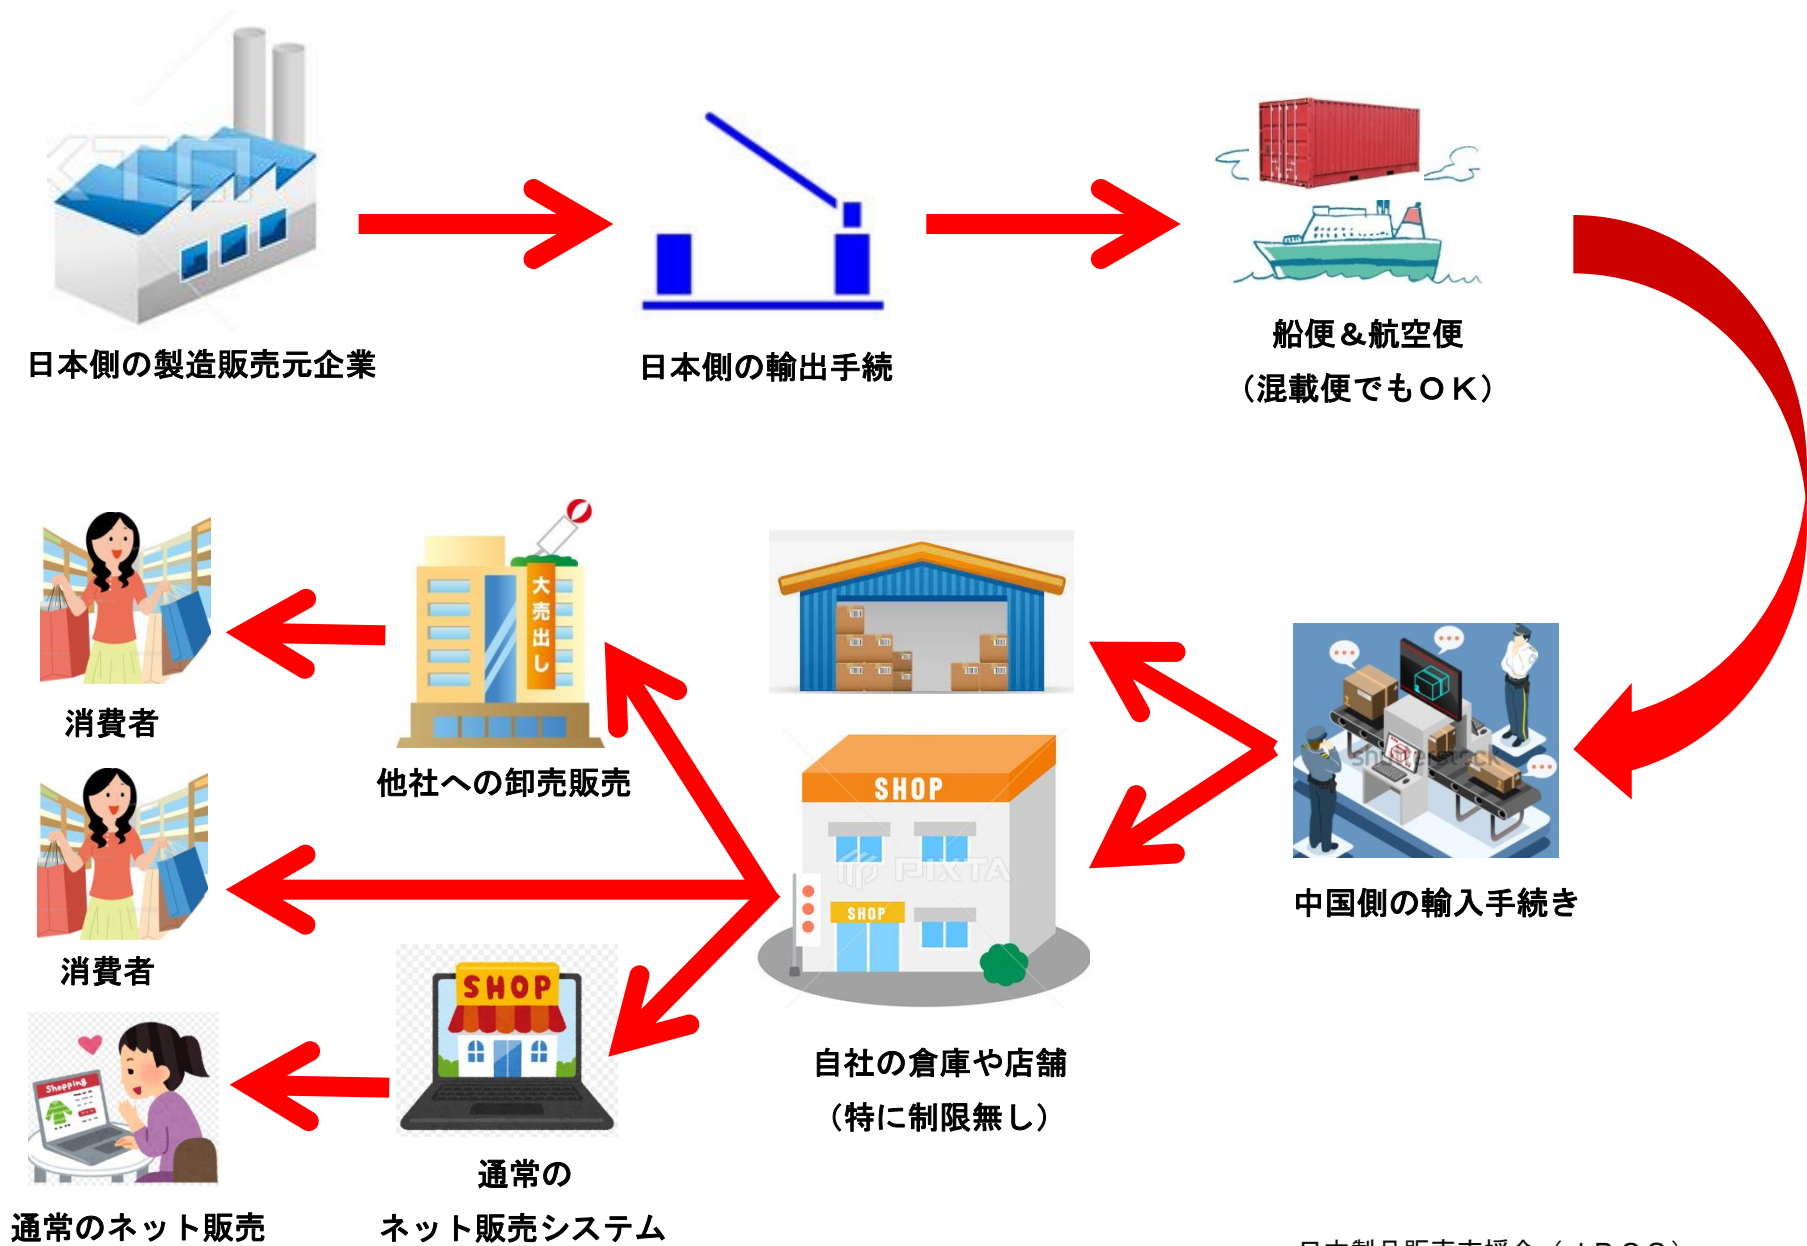 日本側の製造販売元企業
日本側の輸出手続
船便＆航空便
（混載便でもＯＫ）
大売出し
消費者
他社への卸売販売
SHOP
PIXTA
SHOP
shutterstock
中国側の輸入手続き
消費者
SHOP
自社の倉庫や店舗
（特に制限無し）
Shopping
通常の
ネット販売システム
通常のネット販売